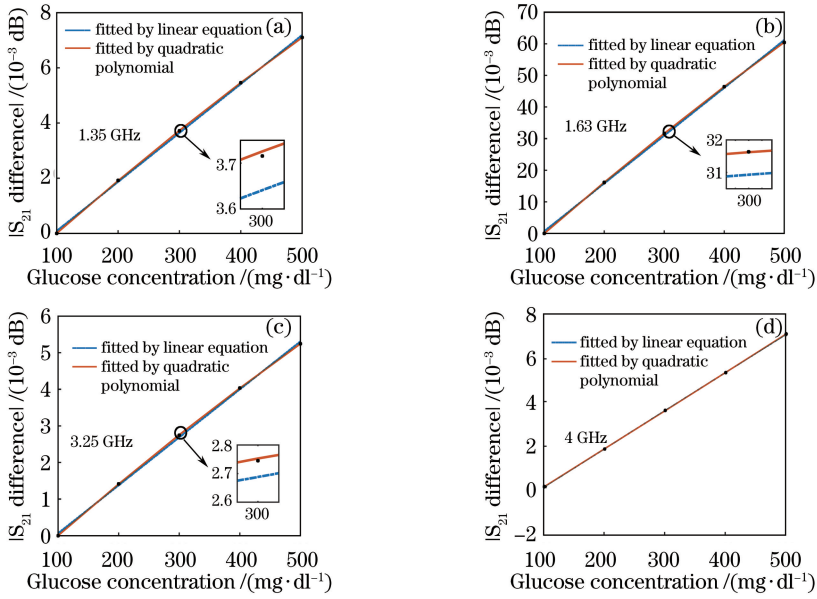 (a)
fitted by linear equation
fitted by quadratic
polynomial
1.35 GHz
8
6
4
2
0
3.7
3.6
300
100 200 300 400 500
|S21 difference| /(10−3 dB)
Glucose concentration /(mg·dl−1)
(b)
fitted by linear equation
fitted by quadratic
polynomial
1.63 GHz
70
60
50
40
30
20
10
0
32
31
300
100 200 300 400 500
|S21 difference| /(10−3 dB)
Glucose concentration /(mg·dl−1)
(c)
fitted by linear equation
fitted by quadratic
polynomial
3.25 GHz
6
5
4
3
2
1
0
2.8
2.7
2.6
300
100 200 300 400 500
|S21 difference| /(10−3 dB)
Glucose concentration /(mg·dl−1)
(d)
fitted by linear equation
fitted by quadratic
polynomial
4 GHz
8
6
4
2
0
−2
100 200 300 400 500
|S21 difference| /(10−3 dB)
Glucose concentration /(mg·dl−1)